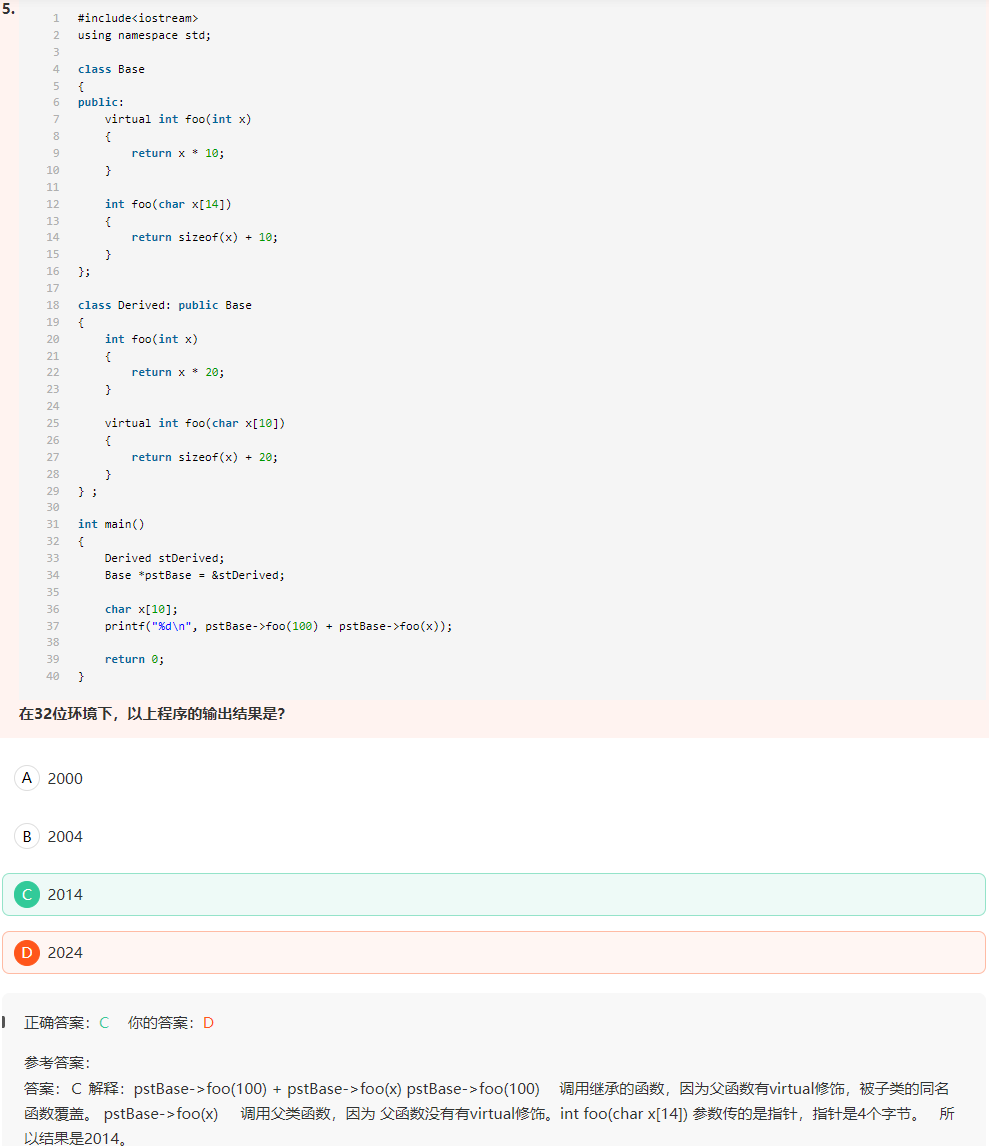 5.
1 #include<iostream>
2 using namespace std;
3
4 class Base
5 {
6 public:
7     virtual int foo(int x)
8     {
9         return x * 10;
10     }
11
12     int foo(char x[14])
13     {
14         return sizeof(x) + 10;
15     }
16 };
17
18 class Derived: public Base
19 {
20     int foo(int x)
21     {
22         return x * 20;
23     }
24
25     virtual int foo(char x[10])
26     {
27         return sizeof(x) + 20;
28     }
29 } ;
30
31 int main()
32 {
33     Derived stDerived;
34     Base *pstBase = &stDerived;
35
36     char x[10];
37     printf("%d\n", pstBase->foo(100) + pstBase->foo(x));
38
39     return 0;
40 }
在32位环境下，以上程序的输出结果是?
A 2000
B 2004
C 2014
D 2024
正确答案：C 你的答案：D
参考答案：
答案：C 解释：pstBase->foo(100) + pstBase->foo(x) pstBase->foo(100) 调用继承的函数，因为父函数有virtual修饰，被子类的同名
函数覆盖。 pstBase->foo(x) 调用父类函数，因为 父函数没有有virtual修饰。int foo(char x[14]) 参数传的是指针，指针是4个字节。 所
以结果是2014。